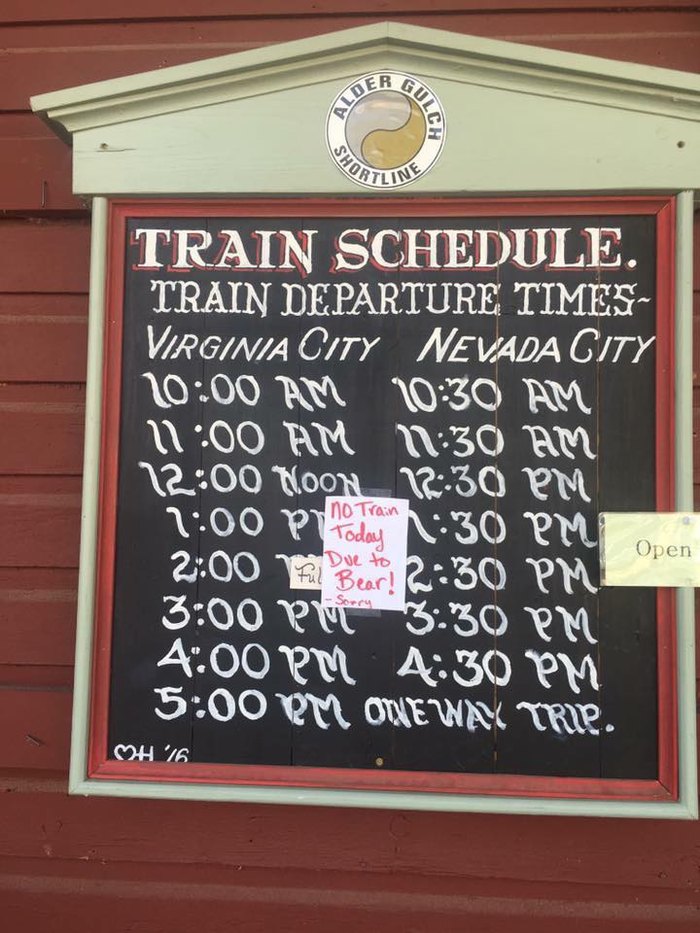 ALDER GULCH
SHORTLINE
TRAIN SCHEDULE.
TRAIN DEPARTURE TIMES~
VIRGINIA CITY NEVADA CITY
10:00 AM 10:30 AM
11:00 AM 11:30 AM
12:00 NOON 12:30 PM
1:00 P 1:30 PM
2:00 2:30 PM
3:00 PM 3:30 PM
4:00 PM 4:30 PM
5:00 PM ONE WAY TRIP.
NO Train
Today
Due to
Bear!
-Sorry
Ful
Open
♡H '16